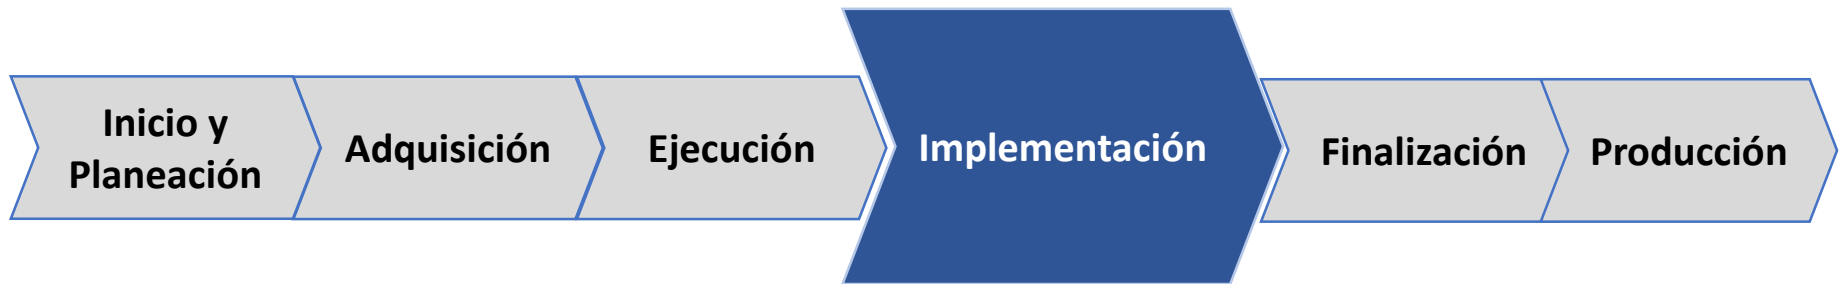 Inicio y
Planeación
Adquisición
Ejecución
Implementación
Finalización
Producción